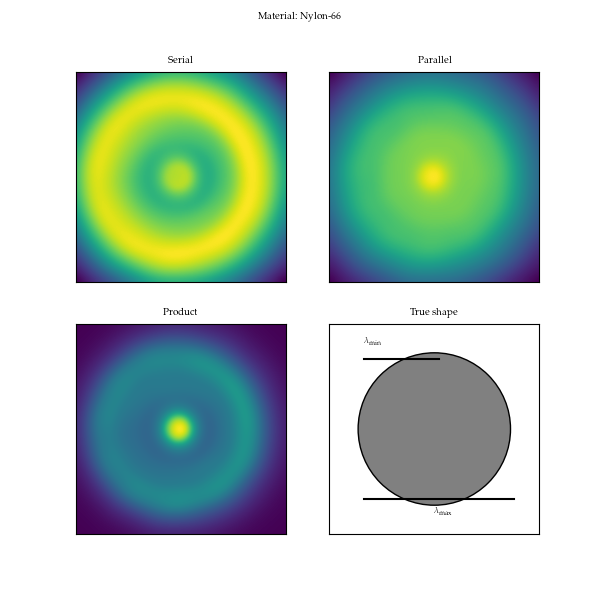 Material: Nylon-66
Serial
Parallel
Product
True shape
λmin
λmax